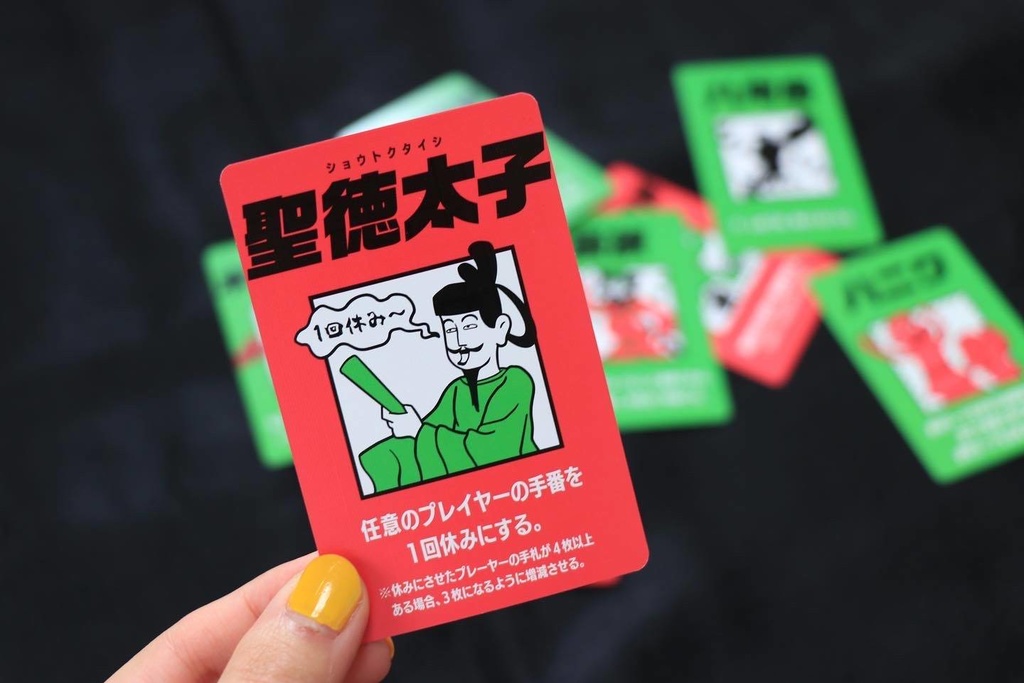 ショウトクタイシ
聖徳太子
1回休み〜
任意のプレイヤーの手番を
1回休みにする。
※休みにさせたプレーヤーの手札が4枚以上
ある場合、3枚になるように増減させる。
ハニワ